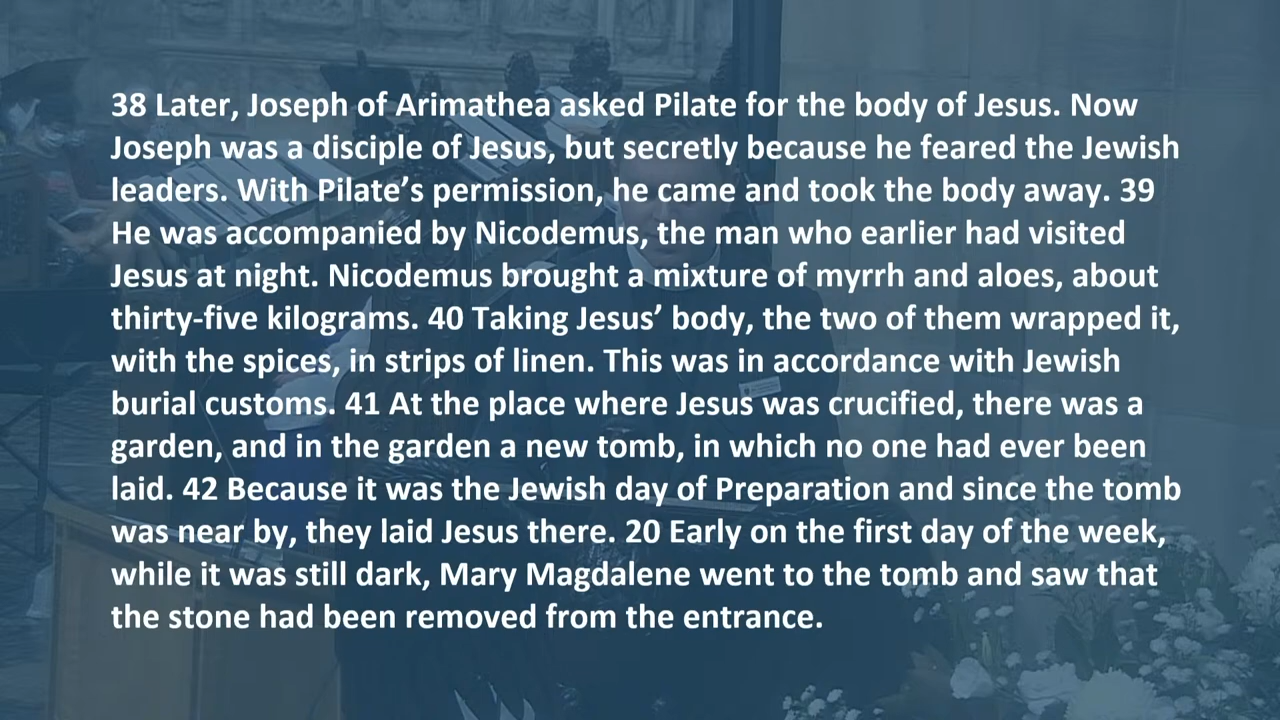 38 Later, Joseph of Arimathea asked Pilate for the body of Jesus. Now
Joseph was a disciple of Jesus, but secretly because he feared the Jewish
leaders. With Pilate’s permission, he came and took the body away. 39
He was accompanied by Nicodemus, the man who earlier had visited
Jesus at night. Nicodemus brought a mixture of myrrh and aloes, about
thirty-five kilograms. 40 Taking Jesus’ body, the two of them wrapped it,
with the spices, in strips of linen. This was in accordance with Jewish
burial customs. 41 At the place where Jesus was crucified, there was a
garden, and in the garden a new tomb, in which no one had ever been
laid. 42 Because it was the Jewish day of Preparation and since the tomb
was near by, they laid Jesus there. 20 Early on the first day of the week,
while it was still dark, Mary Magdalene went to the tomb and saw that
the stone had been removed from the entrance.